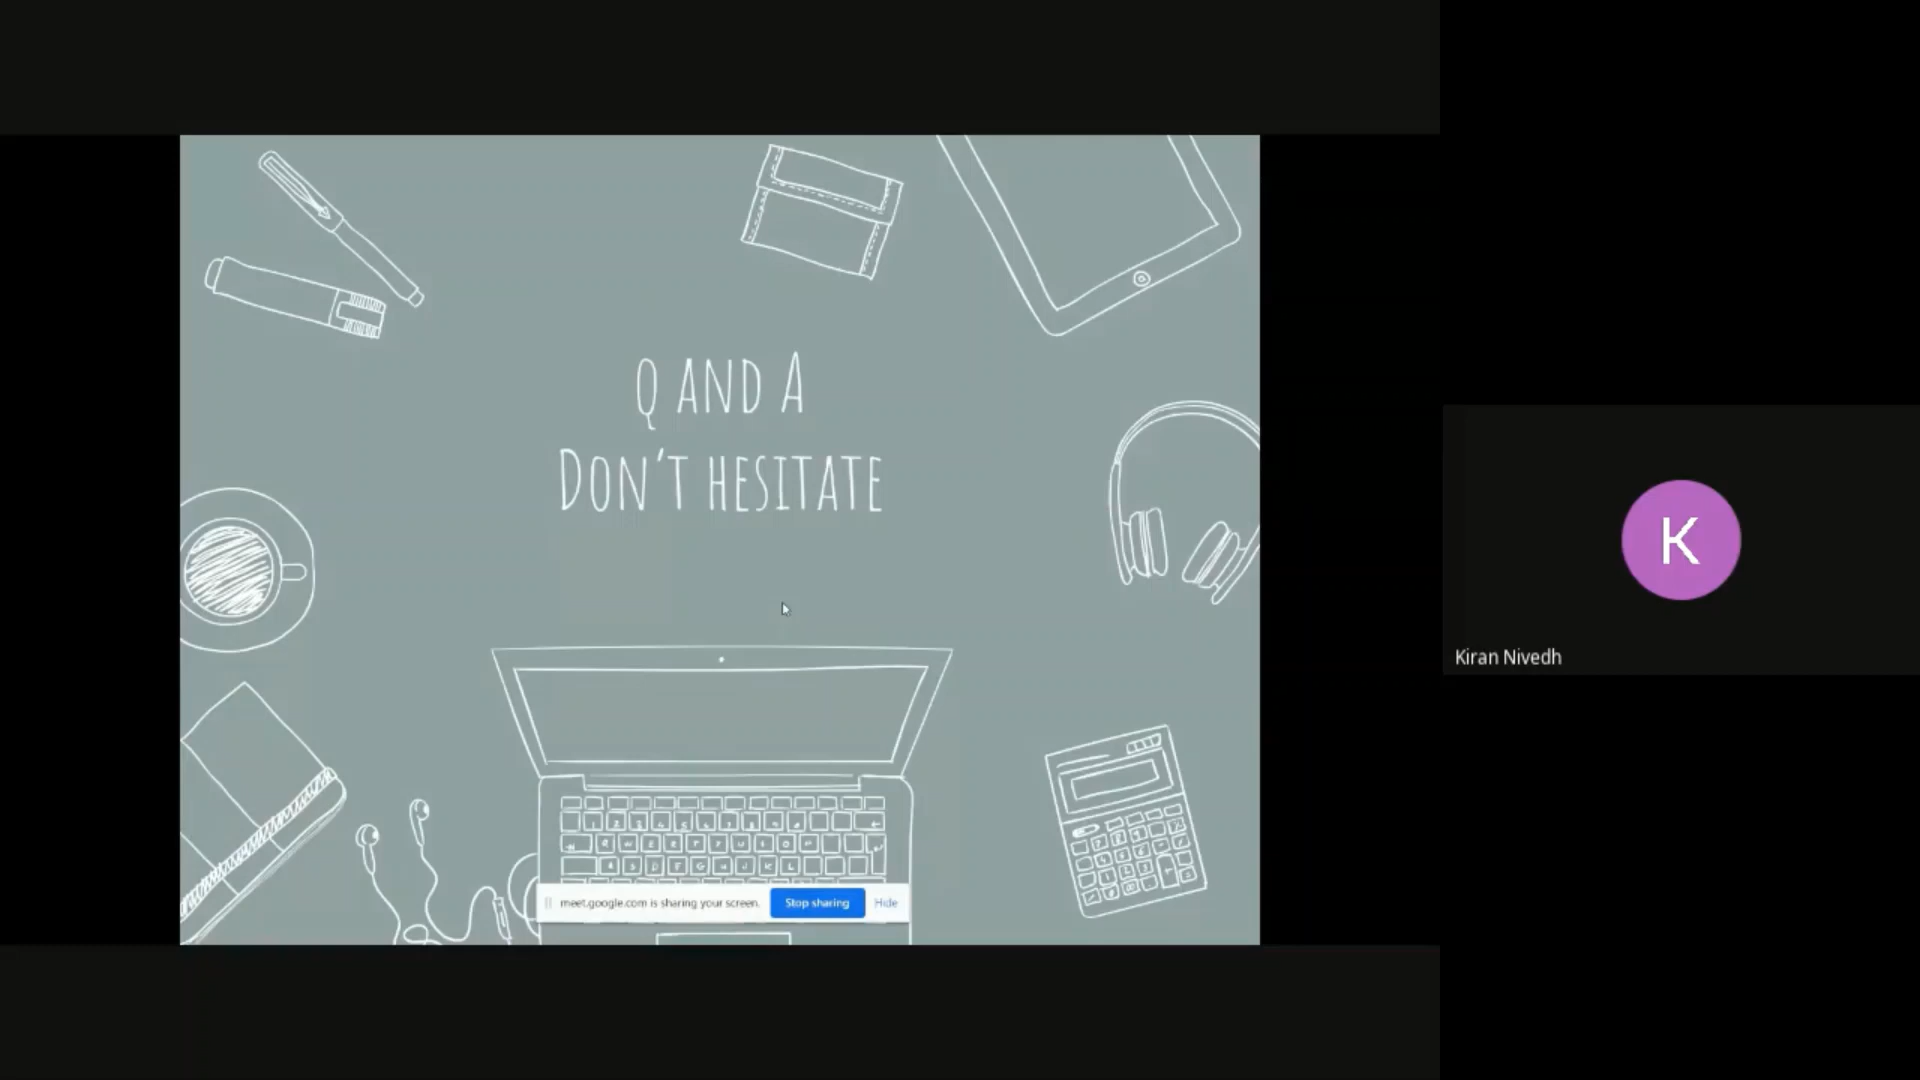 Q AND A
DON'T HESITATE
meet.google.com is sharing your screen. Stop sharing Hide
K
Kiran Nivedh